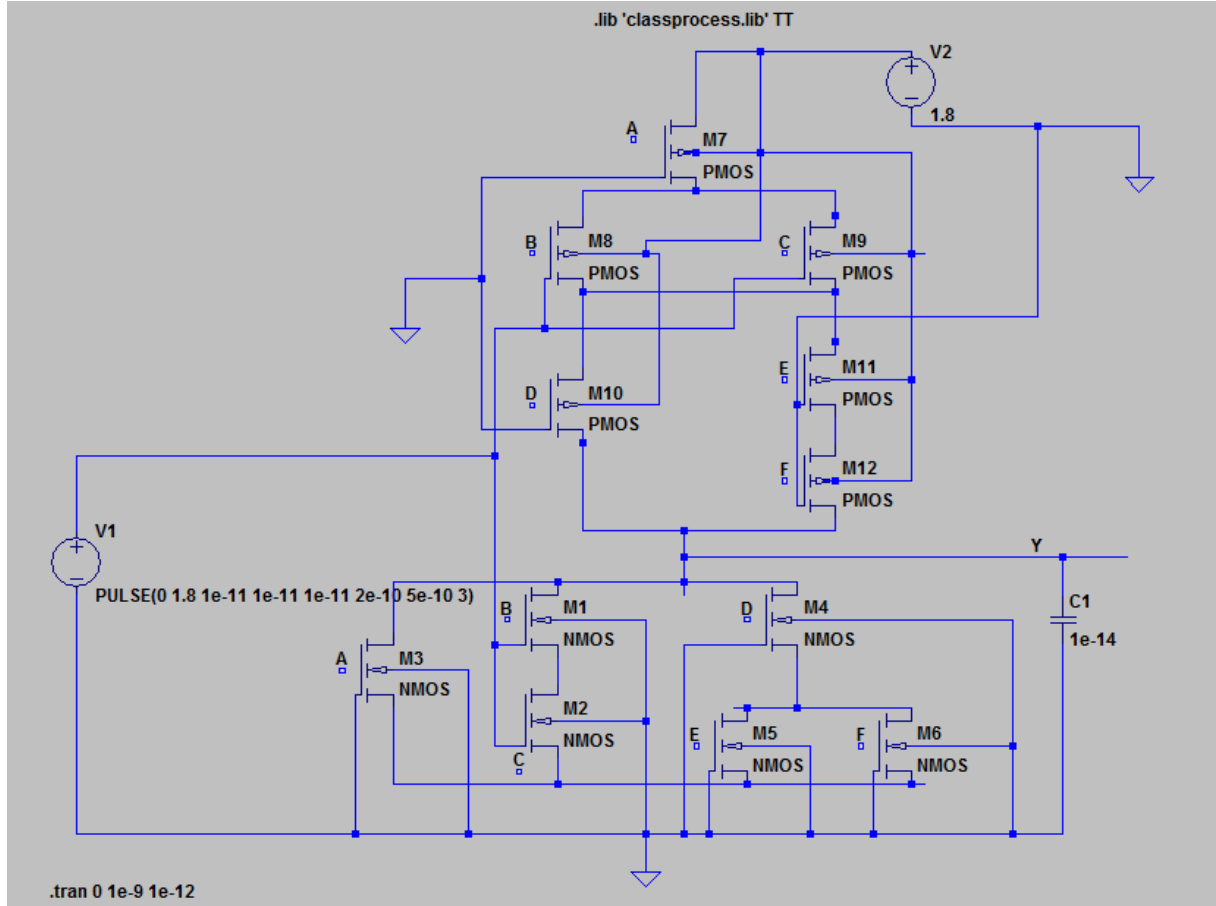 .lib 'classprocess.lib' TT
V2
1.8
A
M7
PMOS
B
M8
PMOS
C
M9
PMOS
D
M10
PMOS
E
M11
PMOS
F
M12
PMOS
V1
PULSE(0 1.8 1e-11 1e-11 1e-11 2e-10 5e-10 3)
Y
C1
1e-14
B
M1
NMOS
D
M4
NMOS
A
M3
NMOS
C
M2
NMOS
E
M5
NMOS
F
M6
NMOS
.tran 0 1e-9 1e-12